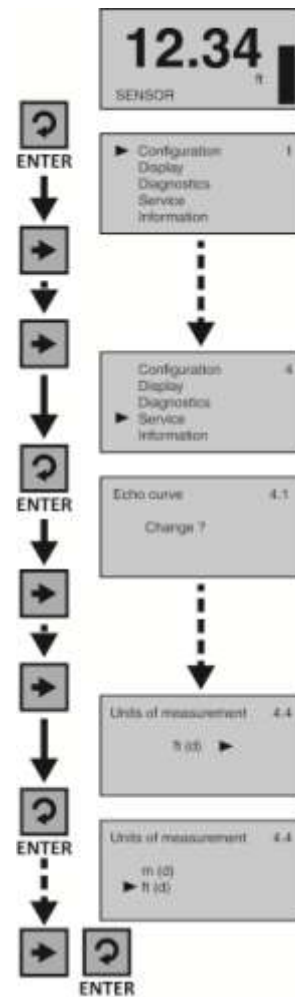 12.34
ft
SENSOR
ENTER
Configuration 1
Display
Diagnostics
Service
Information
Configuration 4
Display
Diagnostics
Service
Information
ENTER
Echo curve 4.1
Change ?
Units of measurement 4.4
ft (d)
ENTER
Units of measurement 4.4
m (d)
ft (d)
ENTER